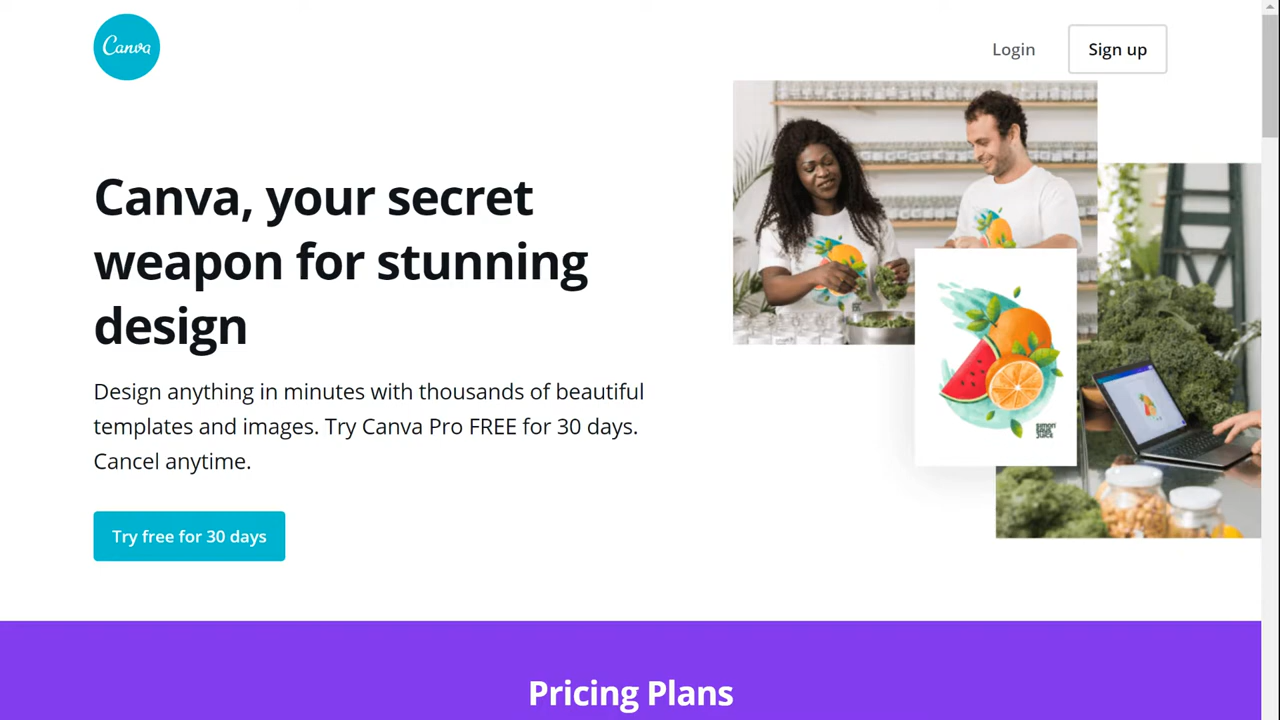 Canva
Login
Sign up
Canva, your secret
weapon for stunning
design
Design anything in minutes with thousands of beautiful
templates and images. Try Canva Pro FREE for 30 days.
Cancel anytime.
Try free for 30 days
Pricing Plans